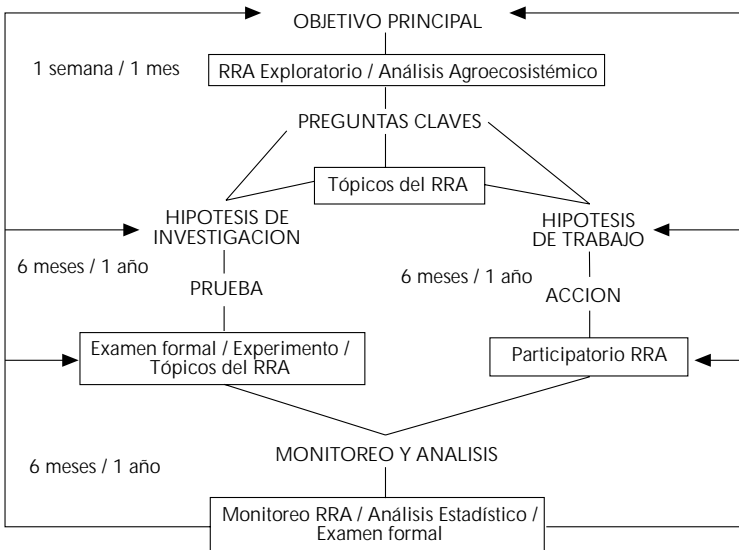 OBJETIVO PRINCIPAL
1 semana / 1 mes
RRA Exploratorio / Análisis Agroecosistémico
PREGUNTAS CLAVES
Tópicos del RRA
HIPOTESIS DE
INVESTIGACION
HIPOTESIS
DE TRABAJO
6 meses / 1 año
6 meses / 1 año
PRUEBA
ACCION
Examen formal / Experimento /
Tópicos del RRA
Participatorio RRA
MONITOREO Y ANALISIS
6 meses / 1 año
Monitoreo RRA / Análisis Estadístico /
Examen formal